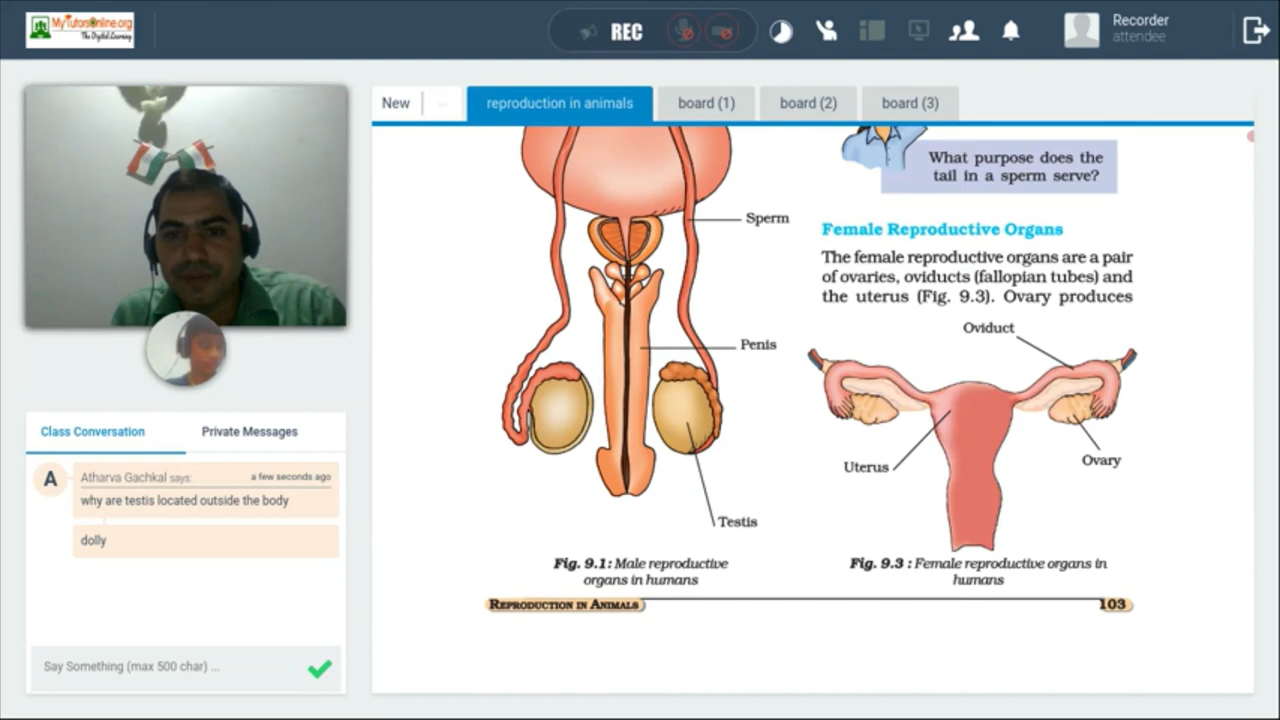 MyTutorsOnline.org
The Digital Learning
REC
Recorder
attendee
New
reproduction in animals
board (1)
board (2)
board (3)
Class Conversation
Private Messages
A
Atharva Gachkal says:
a few seconds ago
why are testis located outside the body
dolly
Say Something (max 500 char) ...
Sperm
Penis
Testis
Fig. 9.1: Male reproductive
organs in humans
What purpose does the
tail in a sperm serve?
Female Reproductive Organs
The female reproductive organs are a pair
of ovaries, oviducts (fallopian tubes) and
the uterus (Fig. 9.3). Ovary produces
Oviduct
Uterus
Ovary
Fig. 9.3 : Female reproductive organs in
humans
REPRODUCTION IN ANIMALS
103